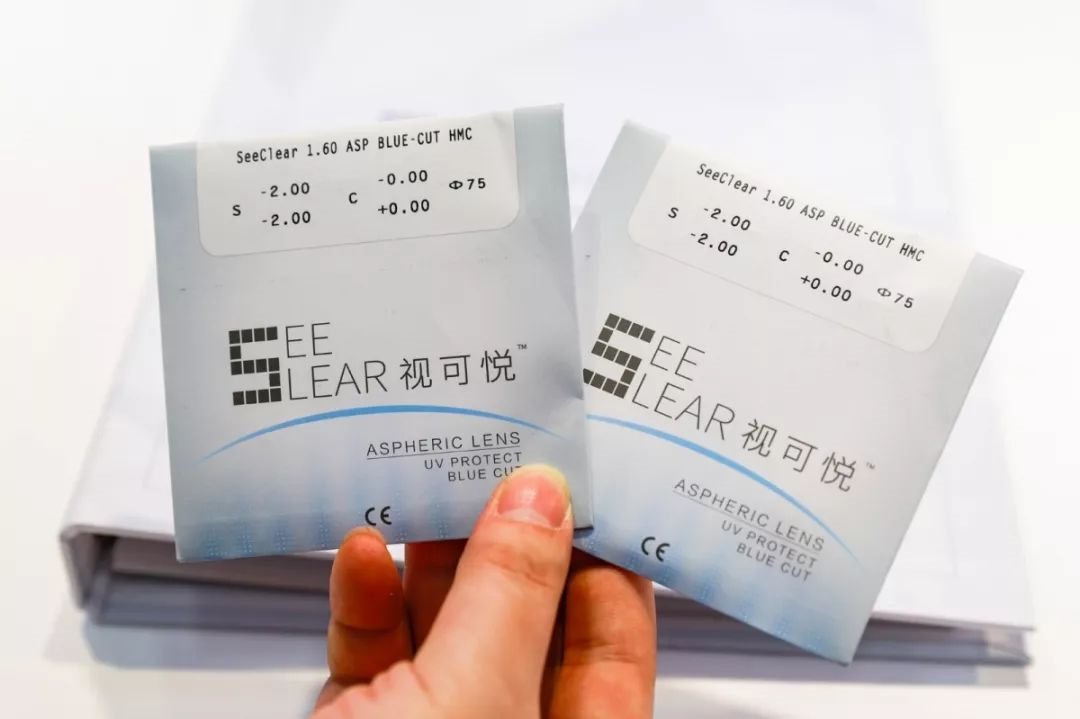 SeeClear 1.60 ASP BLUE-CUT HMC
S -2.00 C -0.00 Φ75
-2.00 +0.00
SEE
CLEAR 视可悦™
ASPHERIC LENS
UV PROTECT
BLUE CUT
CE
SeeClear 1.60 ASP BLUE-CUT HMC
S -2.00 C -0.00 Φ75
-2.00 +0.00
SEE
CLEAR 视可悦™
ASPHERIC LENS
UV PROTECT
BLUE CUT
CE